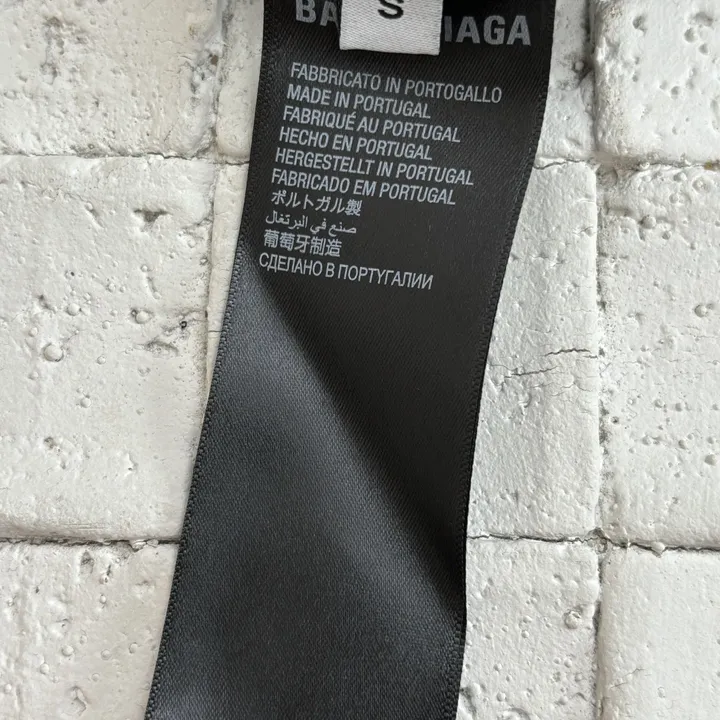 BA IAGA
S
FABBRICATO IN PORTOGALLO
MADE IN PORTUGAL
FABRIQUÉ AU PORTUGAL
HECHO EN PORTUGAL
HERGESTELLT IN PORTUGAL
FABRICADO EM PORTUGAL
ポルトガル製
صنع في البرتغال
葡萄牙制造
СДЕЛАНО В ПОРТУГАЛИИ